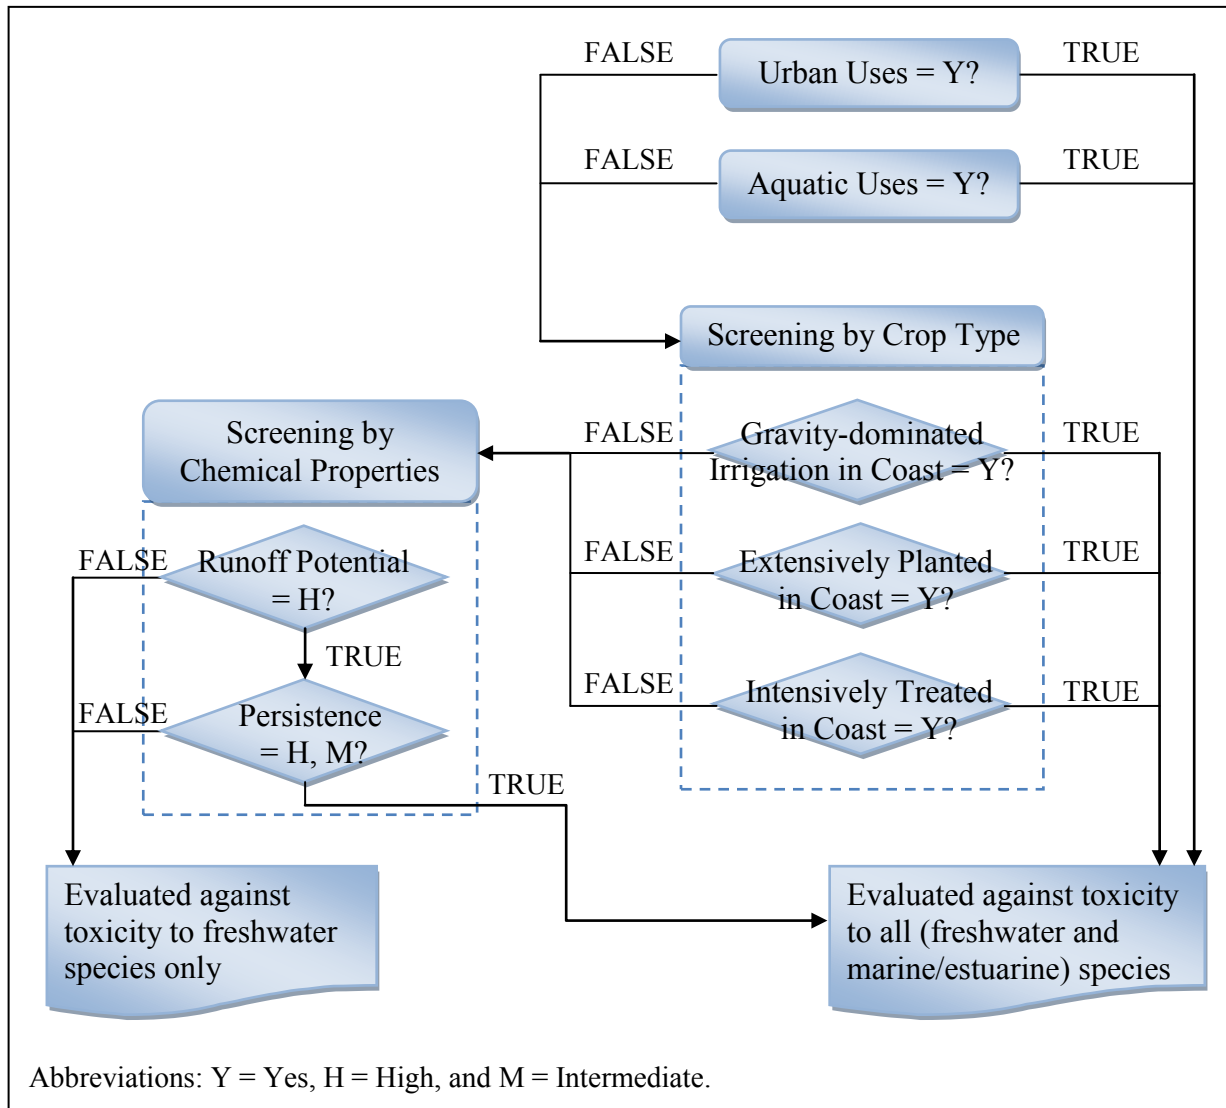 FALSE
Urban Uses = Y?
TRUE
FALSE
Aquatic Uses = Y?
TRUE
Screening by Crop Type
Screening by
Chemical Properties
FALSE
Gravity-dominated
Irrigation in Coast = Y?
TRUE
FALSE
Runoff Potential
= H?
FALSE
Extensively Planted
in Coast = Y?
TRUE
TRUE
FALSE
Persistence
= H, M?
FALSE
Intensively Treated
in Coast = Y?
TRUE
TRUE
Evaluated against
toxicity to freshwater
species only
Evaluated against toxicity
to all (freshwater and
marine/estuarine) species
Abbreviations: Y = Yes, H = High, and M = Intermediate.